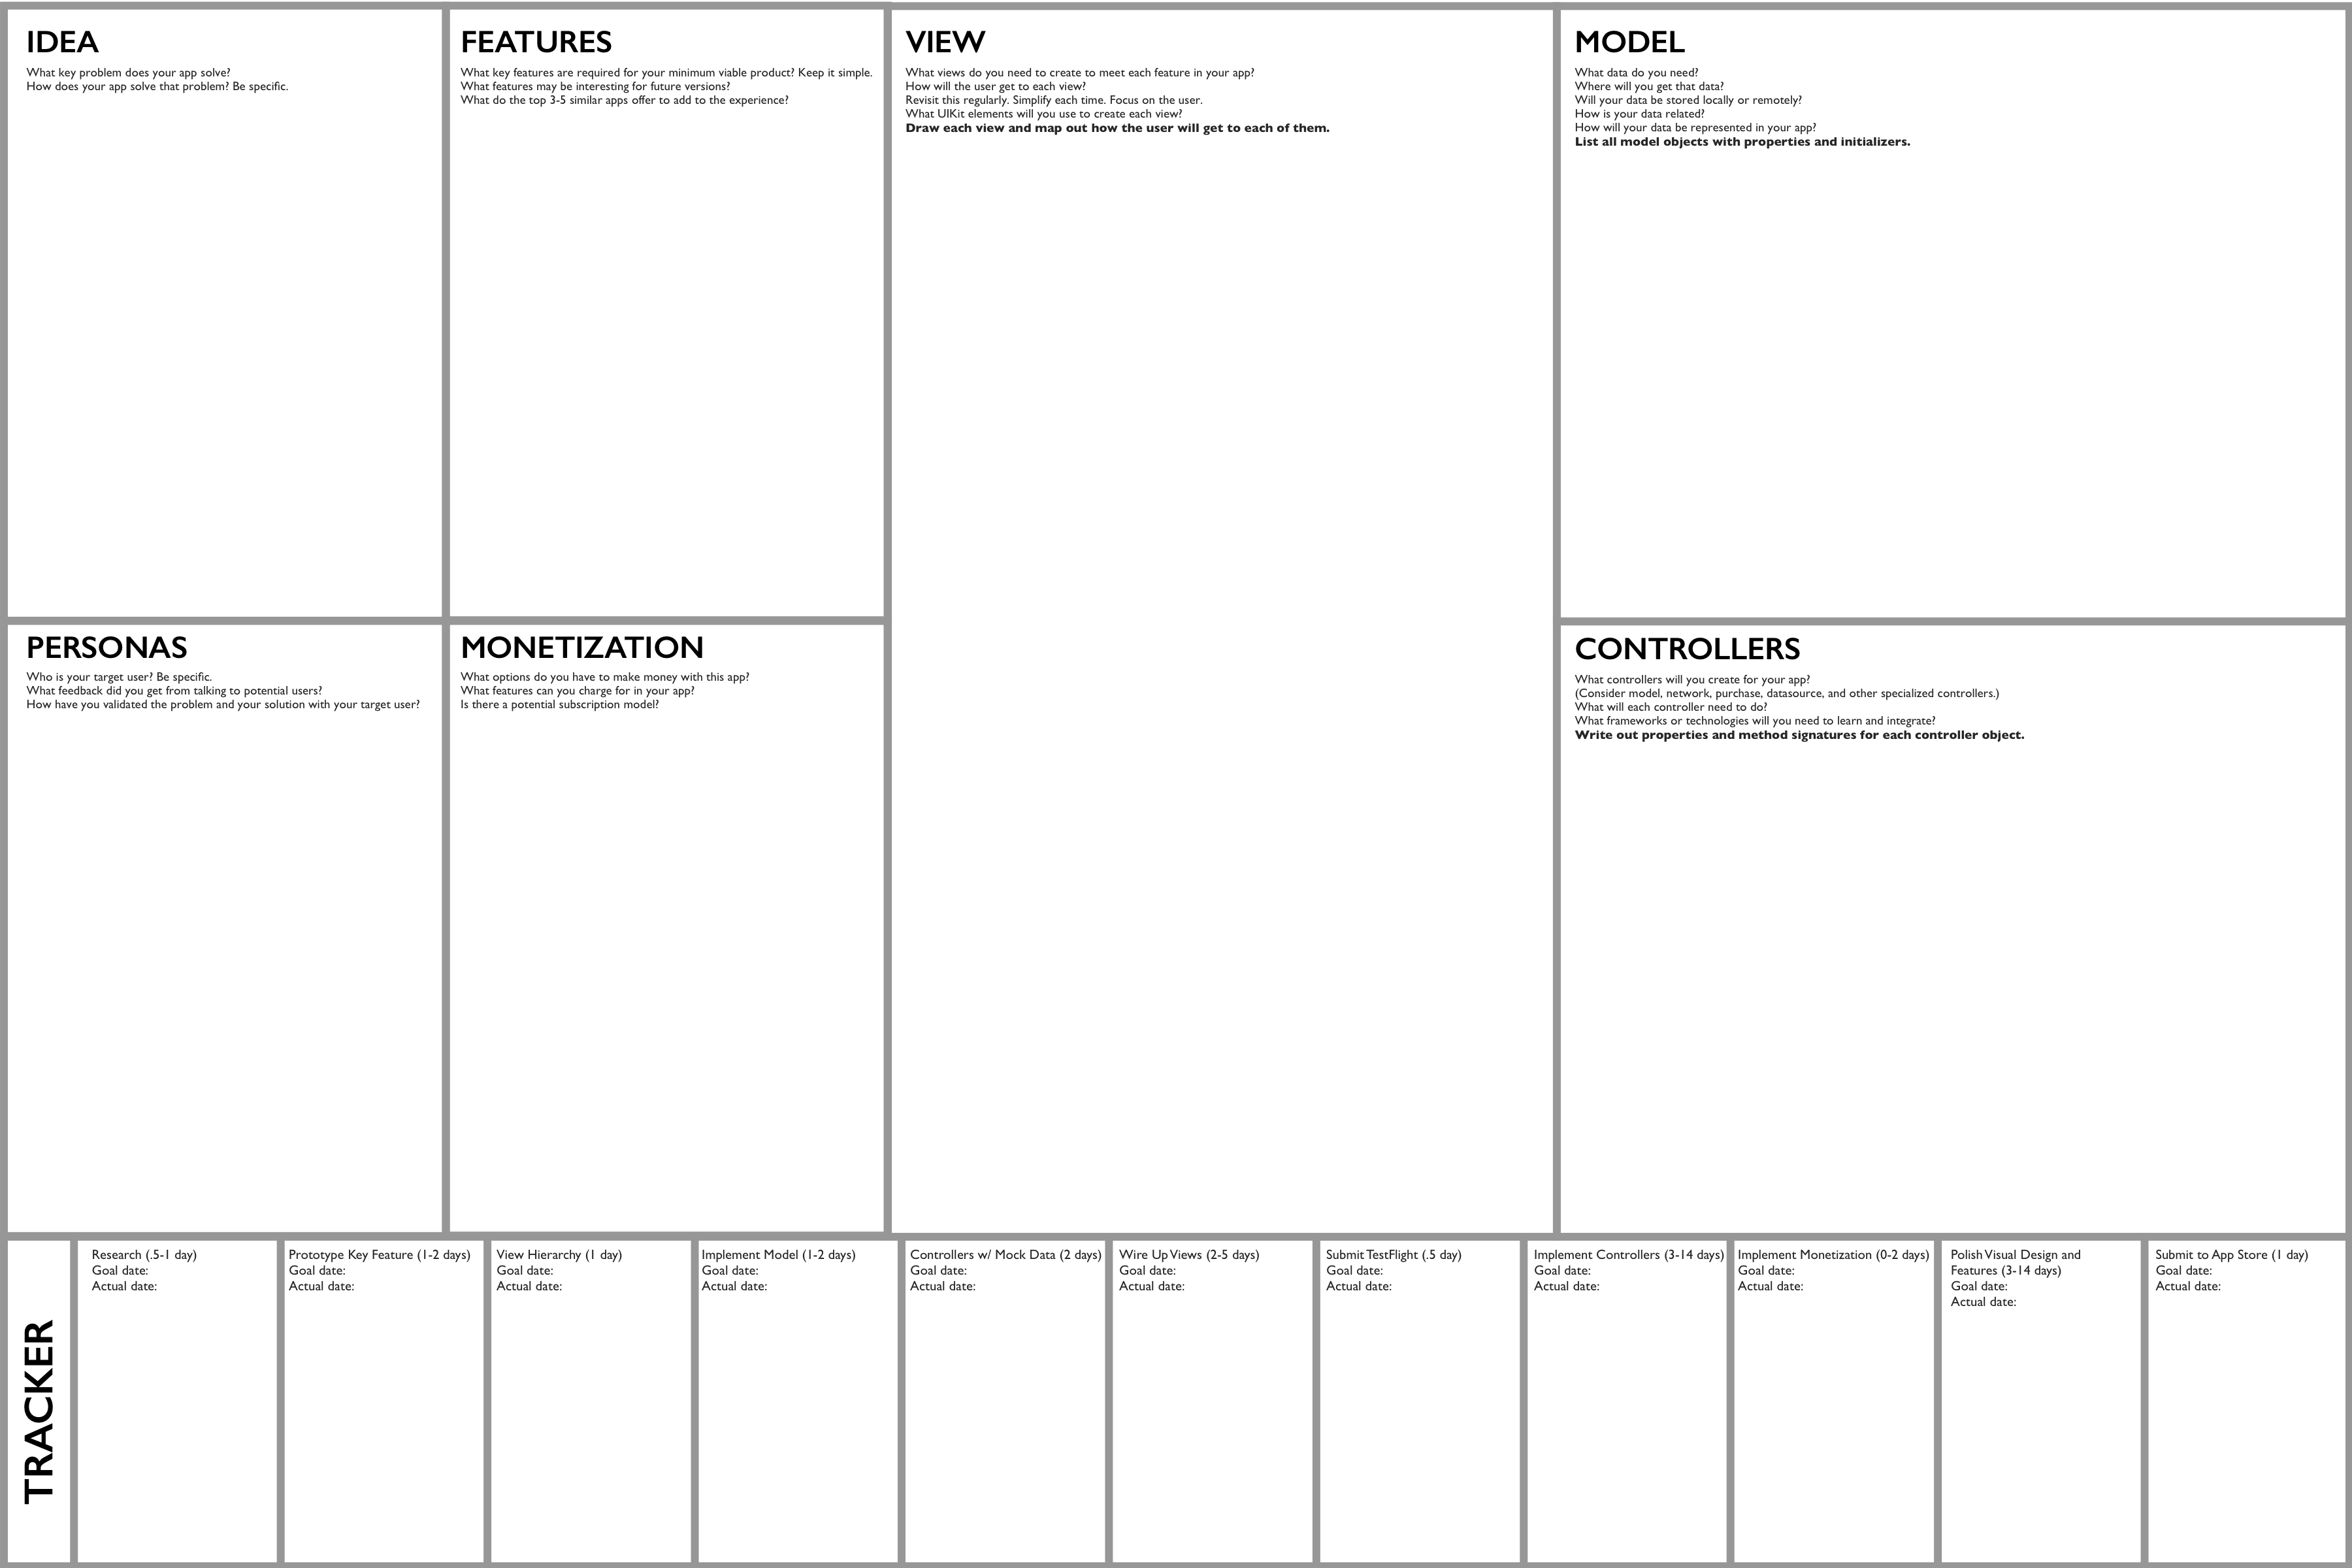 IDEA
What key problem does your app solve?
How does your app solve that problem? Be specific.
FEATURES
What key features are required for your minimum viable product? Keep it simple.
What features may be interesting for future versions?
What do the top 3-5 similar apps offer to add to the experience?
VIEW
What views do you need to create to meet each feature in your app?
How will the user get to each view?
Revisit this regularly. Simplify each time. Focus on the user.
What UIKit elements will you use to create each view?
Draw each view and map out how the user will get to each of them.
MODEL
What data do you need?
Where will you get that data?
Will your data be stored locally or remotely?
How is your data related?
How will your data be represented in your app?
List all model objects with properties and initializers.
PERSONAS
Who is your target user? Be specific.
What feedback did you get from talking to potential users?
How have you validated the problem and your solution with your target user?
MONETIZATION
What options do you have to make money with this app?
What features can you charge for in your app?
Is there a potential subscription model?
CONTROLLERS
What controllers will you create for your app?
(Consider model, network, purchase, datasource, and other specialized controllers.)
What will each controller need to do?
What frameworks or technologies will you need to learn and integrate?
Write out properties and method signatures for each controller object.
TRACKER
Research (.5-1 day)
Goal date:
Actual date:
Prototype Key Feature (1-2 days)
Goal date:
Actual date:
View Hierarchy (1 day)
Goal date:
Actual date:
Implement Model (1-2 days)
Goal date:
Actual date:
Controllers w/ Mock Data (2 days)
Goal date:
Actual date:
Wire Up Views (2-5 days)
Goal date:
Actual date:
Submit TestFlight (.5 day)
Goal date:
Actual date:
Implement Controllers (3-14 days)
Goal date:
Actual date:
Implement Monetization (0-2 days)
Goal date:
Actual date:
Polish Visual Design and
Features (3-14 days)
Goal date:
Actual date:
Submit to App Store (1 day)
Goal date:
Actual date: